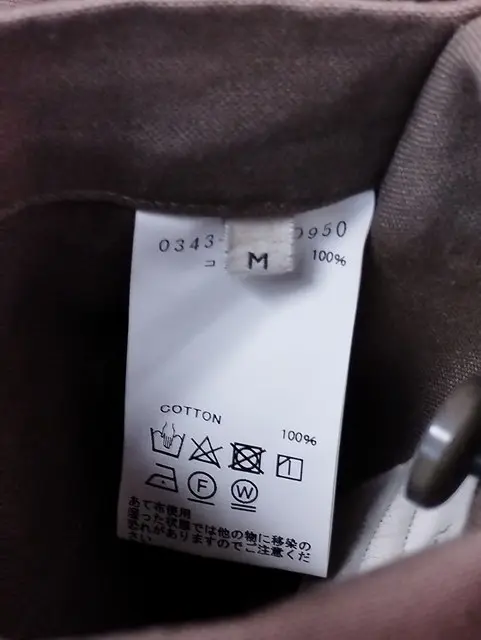 0343-
0950
M
100%
COTTON
100%
F
W
あて布使用
湿った状態では他の物に移染の
恐れがありますのでご注意くだ
さい